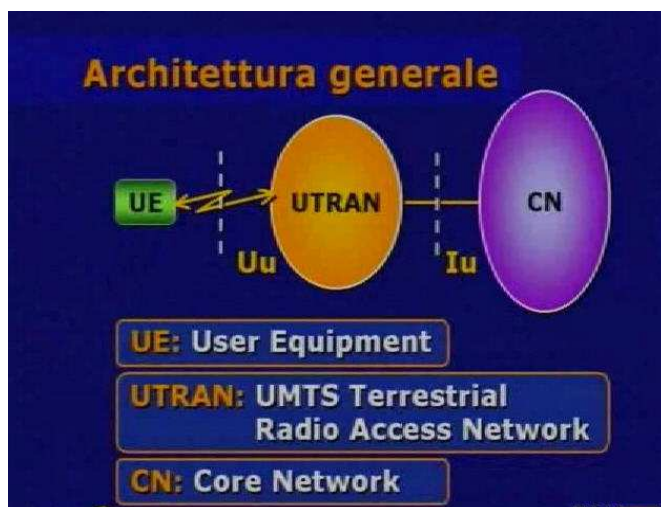 Architettura generale
UE
UTRAN
CN
Uu
Iu
UE: User Equipment
UTRAN: UMTS Terrestrial
Radio Access Network
CN: Core Network